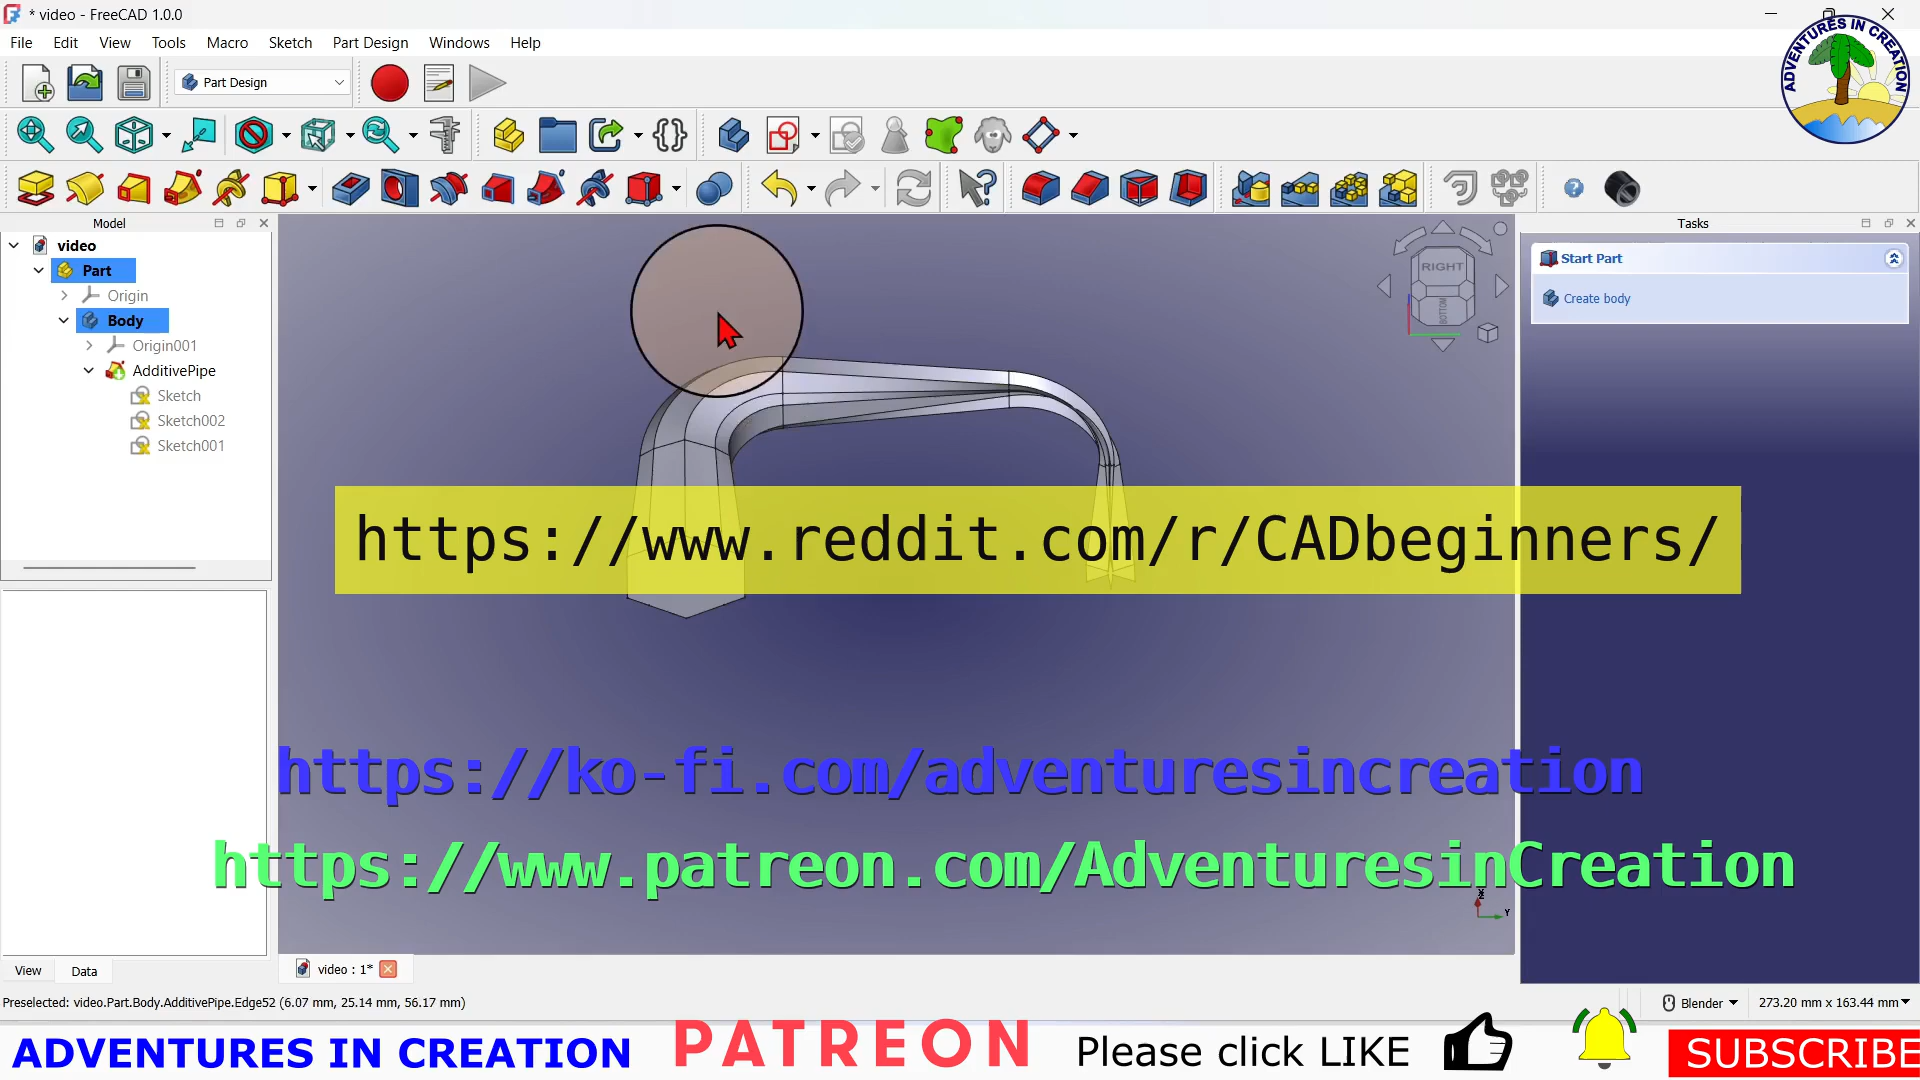 * video - FreeCAD 1.0.0
ADVENTURES IN CREATION
File Edit View Tools Macro Sketch Part Design Windows Help
Part Design
Model
Tasks
video
Part
Origin
Body
Origin001
AdditivePipe
Sketch
Sketch002
Sketch001
RIGHT
BOTTOM
Start Part
Create body
https://www.reddit.com/r/CADbeginners/
https://ko-fi.com/adventuresincreation
https://www.patreon.com/AdventuresinCreation
Y
View Data
video : 1*
Preselected: video.Part.Body.AdditivePipe.Edge52 (6.07 mm, 25.14 mm, 56.17 mm)
Blender
273.20 mm x 163.44 mm
ADVENTURES IN CREATION PATREON Please click LIKE SUBSCRIBE